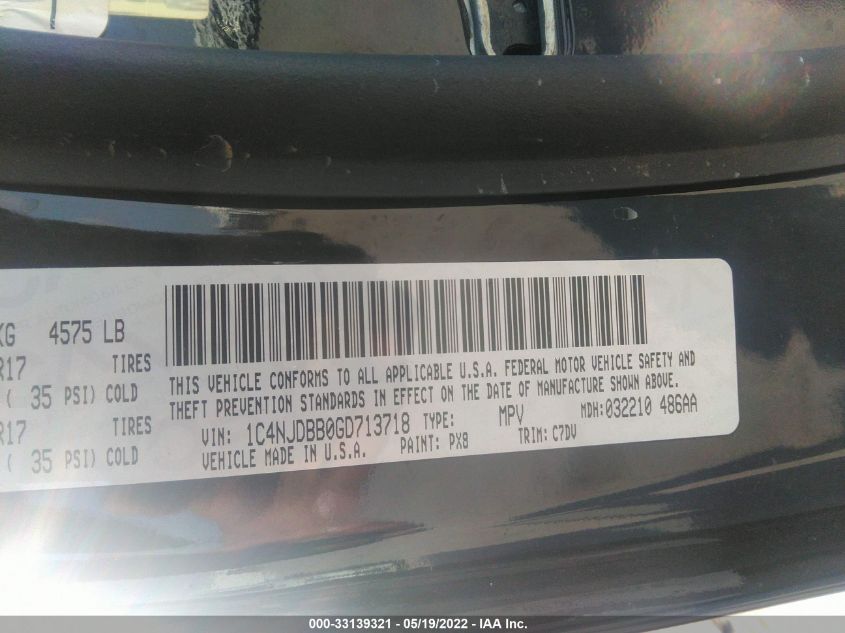 KG 4575 LB
R17 TIRES
( 35 PSI) COLD
R17 TIRES
( 35 PSI) COLD
THIS VEHICLE CONFORMS TO ALL APPLICABLE U.S.A. FEDERAL MOTOR VEHICLE SAFETY AND
THEFT PREVENTION STANDARDS IN EFFECT ON THE DATE OF MANUFACTURE SHOWN ABOVE.
VIN: 1C4NJDBB0GD713718 TYPE: MPV MDH:032210 486AA
VEHICLE MADE IN U.S.A. PAINT: PX8 TRIM: C7DV
000-33139321 - 05/19/2022 - IAA Inc.